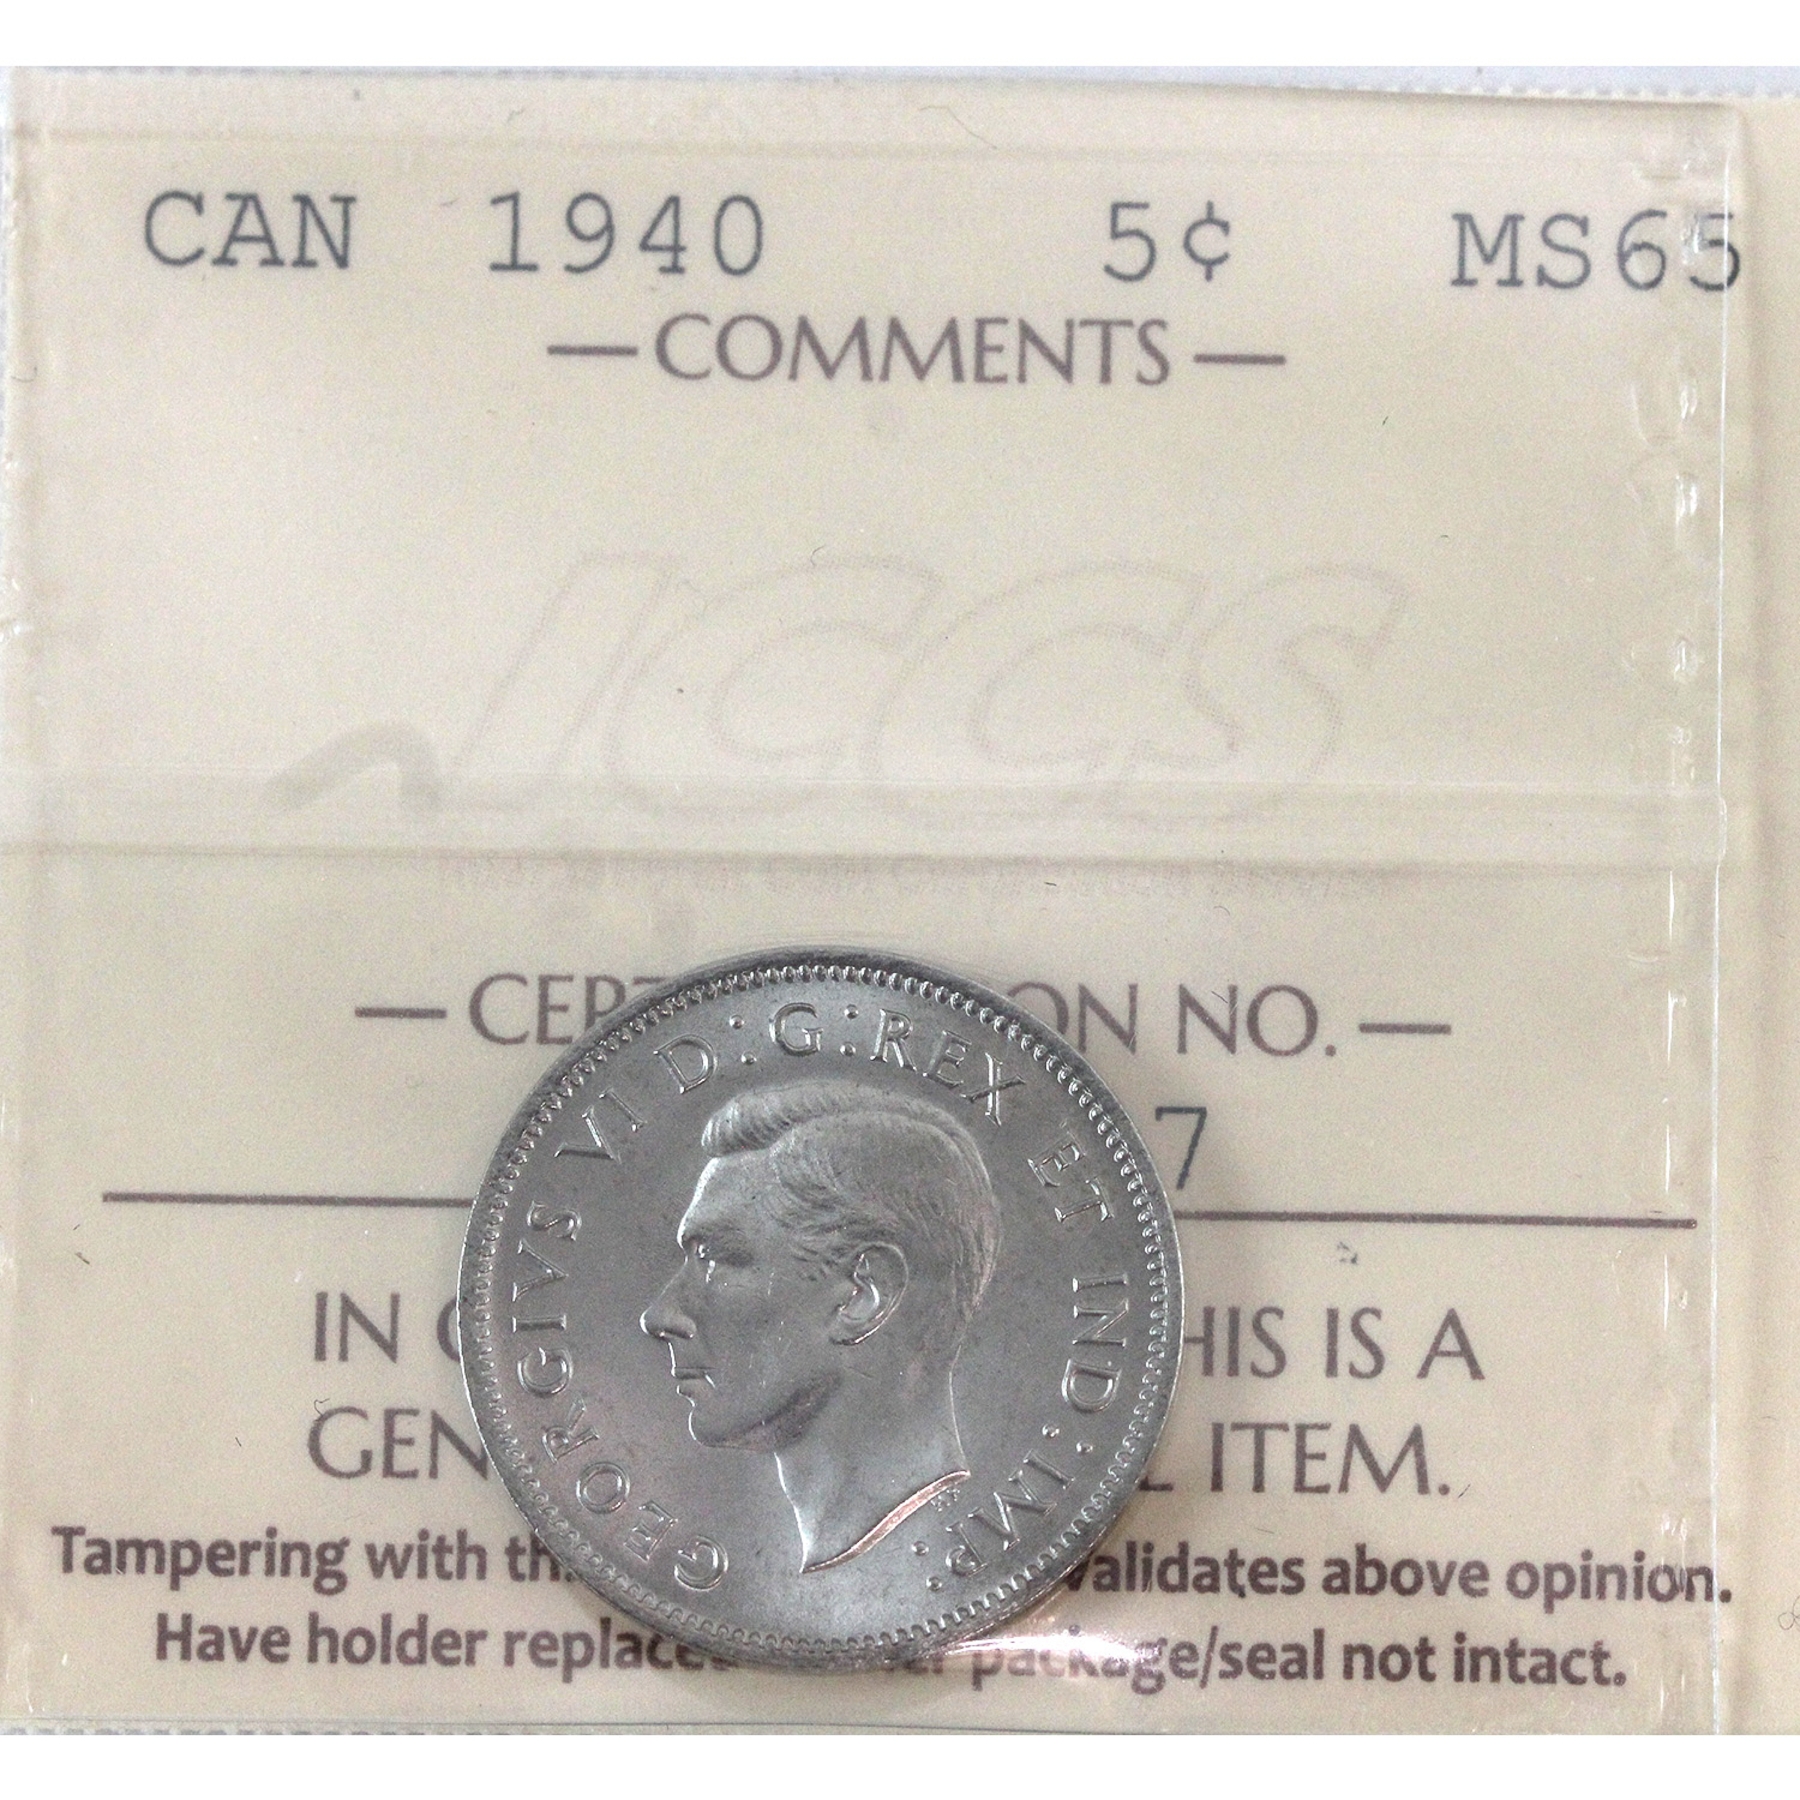 CAN 1940 5¢ MS65
—COMMENTS—
ICCS
—CER ON NO.—
7
GEORGIVS VI D:G:REX ET IND:IMP:
IN HIS IS A
GEN ITEM.
Tampering with th validates above opinion.
Have holder replace package/seal not intact.